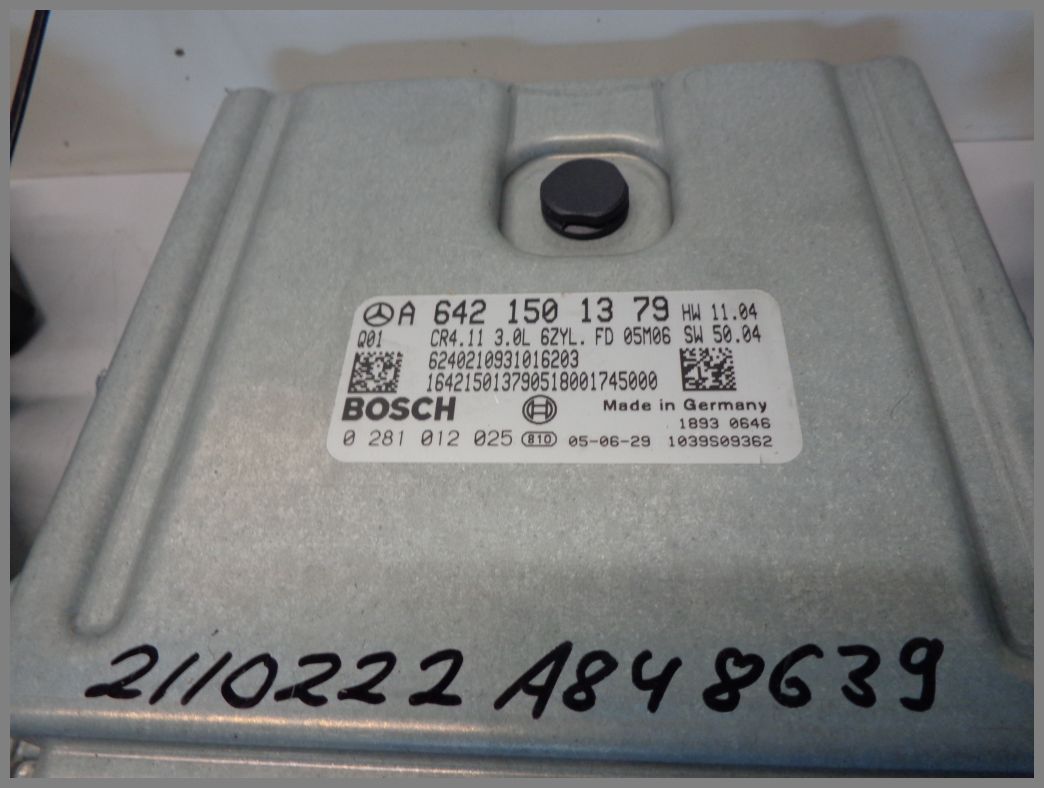 A 642 150 13 79 HW 11.04
Q01 CR4.11 3.0L 6ZYL. FD 05M06 SW 50.04
6240210931016203
164215013790518001745000
BOSCH Made in Germany
1893 0646
0 281 012 025 810 05-06-29 1039S09362
2110222 A848639